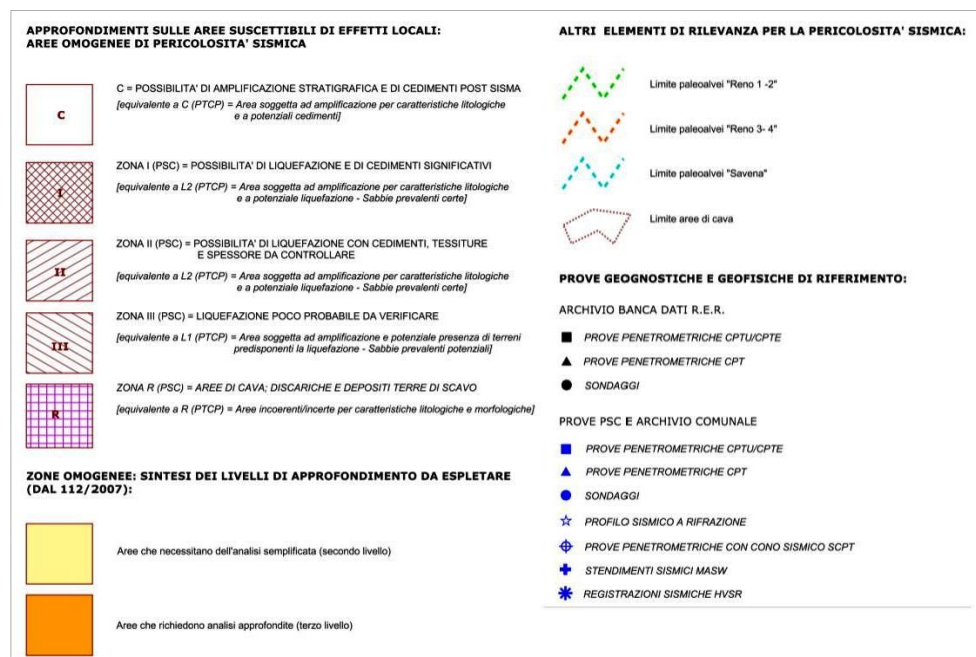 APPROFONDIMENTI SULLE AREE SUSCETTIBILI DI EFFETTI LOCALI:
AREE OMOGENEE DI PERICOLOSITA' SISMICA
C
C = POSSIBILITA' DI AMPLIFICAZIONE STRATIGRAFICA E DI CEDIMENTI POST SISMA
[equivalente a C (PTCP) = Area soggetta ad amplificazione per caratteristiche litologiche
e a potenziali cedimenti]
I
ZONA I (PSC) = POSSIBILITA' DI LIQUEFAZIONE E DI CEDIMENTI SIGNIFICATIVI
[equivalente a L2 (PTCP) = Area soggetta ad amplificazione per caratteristiche litologiche
e a potenziale liquefazione - Sabbie prevalenti certe]
II
ZONA II (PSC) = POSSIBILITA' DI LIQUEFAZIONE CON CEDIMENTI, TESSITURE
E SPESSORE DA CONTROLLARE
[equivalente a L2 (PTCP) = Area soggetta ad amplificazione per caratteristiche litologiche
e a potenziale liquefazione - Sabbie prevalenti certe]
III
ZONA III (PSC) = LIQUEFAZIONE POCO PROBABILE DA VERIFICARE
[equivalente a L1 (PTCP) = Area soggetta ad amplificazione e potenziale presenza di terreni
predisponenti la liquefazione - Sabbie prevalenti potenziali]
R
ZONA R (PSC) = AREE DI CAVA; DISCARICHE E DEPOSITI TERRE DI SCAVO
[equivalente a R (PTCP) = Aree incoerenti/incerte per caratteristiche litologiche e morfologiche]
ZONE OMOGENEE: SINTESI DEI LIVELLI DI APPROFONDIMENTO DA ESPLETARE
(DAL 112/2007):
Aree che necessitano dell'analisi semplificata (secondo livello)
Aree che richiedono analisi approfondite (terzo livello)
ALTRI ELEMENTI DI RILEVANZA PER LA PERICOLOSITA' SISMICA:
Limite paleoalvei "Reno 1 -2"
Limite paleoalvei "Reno 3- 4"
Limite paleoalvei "Savena"
Limite aree di cava
PROVE GEOGNOSTICHE E GEOFISICHE DI RIFERIMENTO:
ARCHIVIO BANCA DATI R.E.R.
PROVE PENETROMETRICHE CPTU/CPTE
PROVE PENETROMETRICHE CPT
SONDAGGI
PROVE PSC E ARCHIVIO COMUNALE
PROVE PENETROMETRICHE CPTU/CPTE
PROVE PENETROMETRICHE CPT
SONDAGGI
PROFILO SISMICO A RIFRAZIONE
PROVE PENETROMETRICHE CON CONO SISMICO SCPT
STENDIMENTI SISMICI MASW
REGISTRAZIONI SISMICHE HVSR